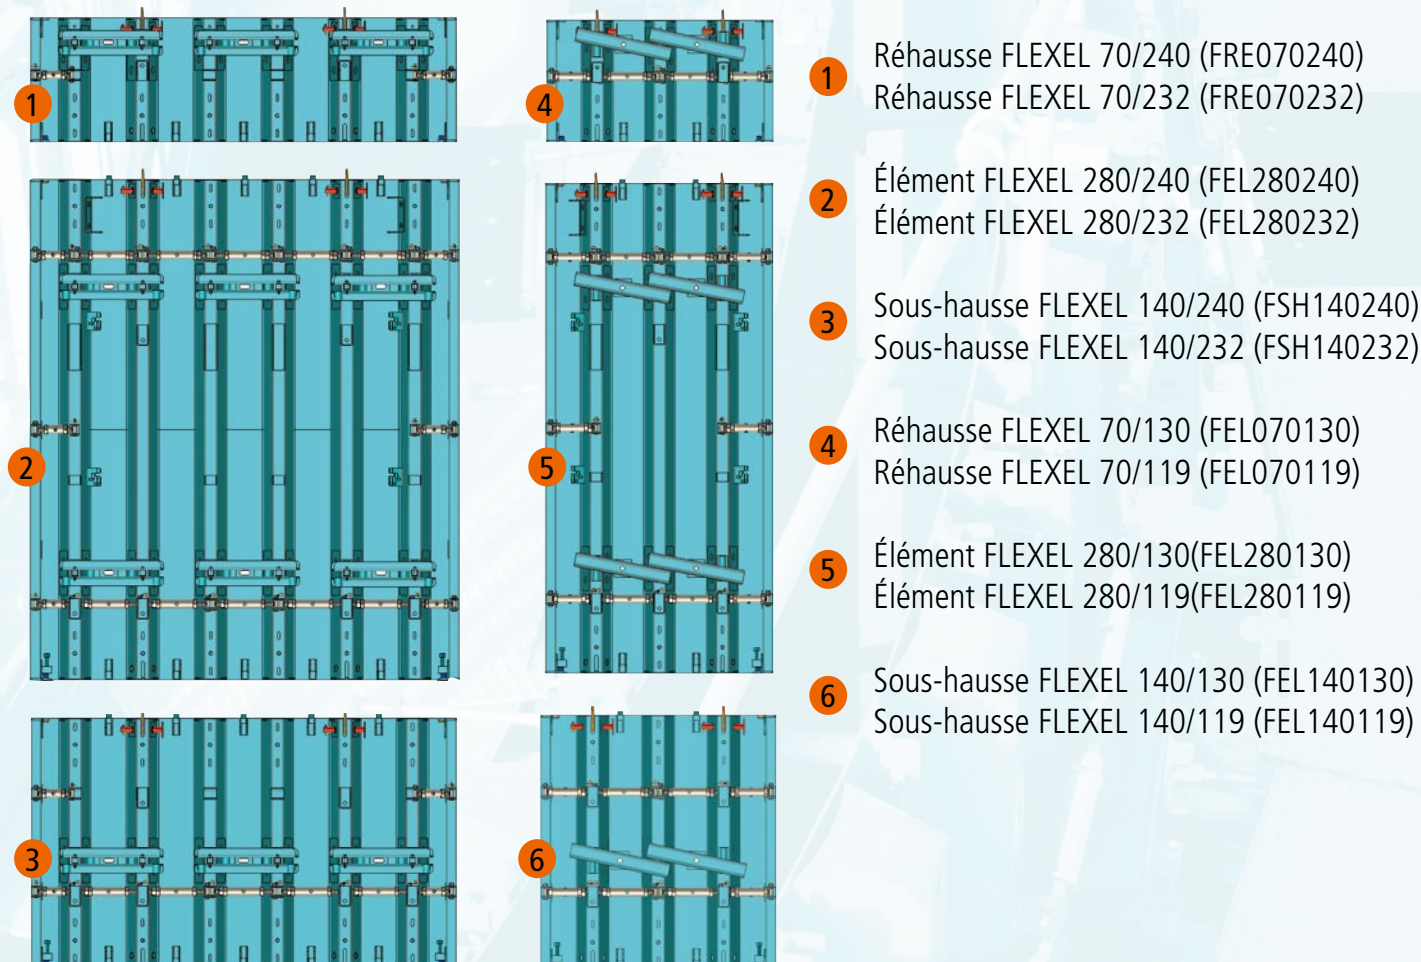 1
4
2
5
3
6
1
Réhausse FLEXEL 70/240 (FRE070240)
Réhausse FLEXEL 70/232 (FRE070232)
2
Élément FLEXEL 280/240 (FEL280240)
Élément FLEXEL 280/232 (FEL280232)
3
Sous-hausse FLEXEL 140/240 (FSH140240)
Sous-hausse FLEXEL 140/232 (FSH140232)
4
Réhausse FLEXEL 70/130 (FEL070130)
Réhausse FLEXEL 70/119 (FEL070119)
5
Élément FLEXEL 280/130(FEL280130)
Élément FLEXEL 280/119(FEL280119)
6
Sous-hausse FLEXEL 140/130 (FEL140130)
Sous-hausse FLEXEL 140/119 (FEL140119)